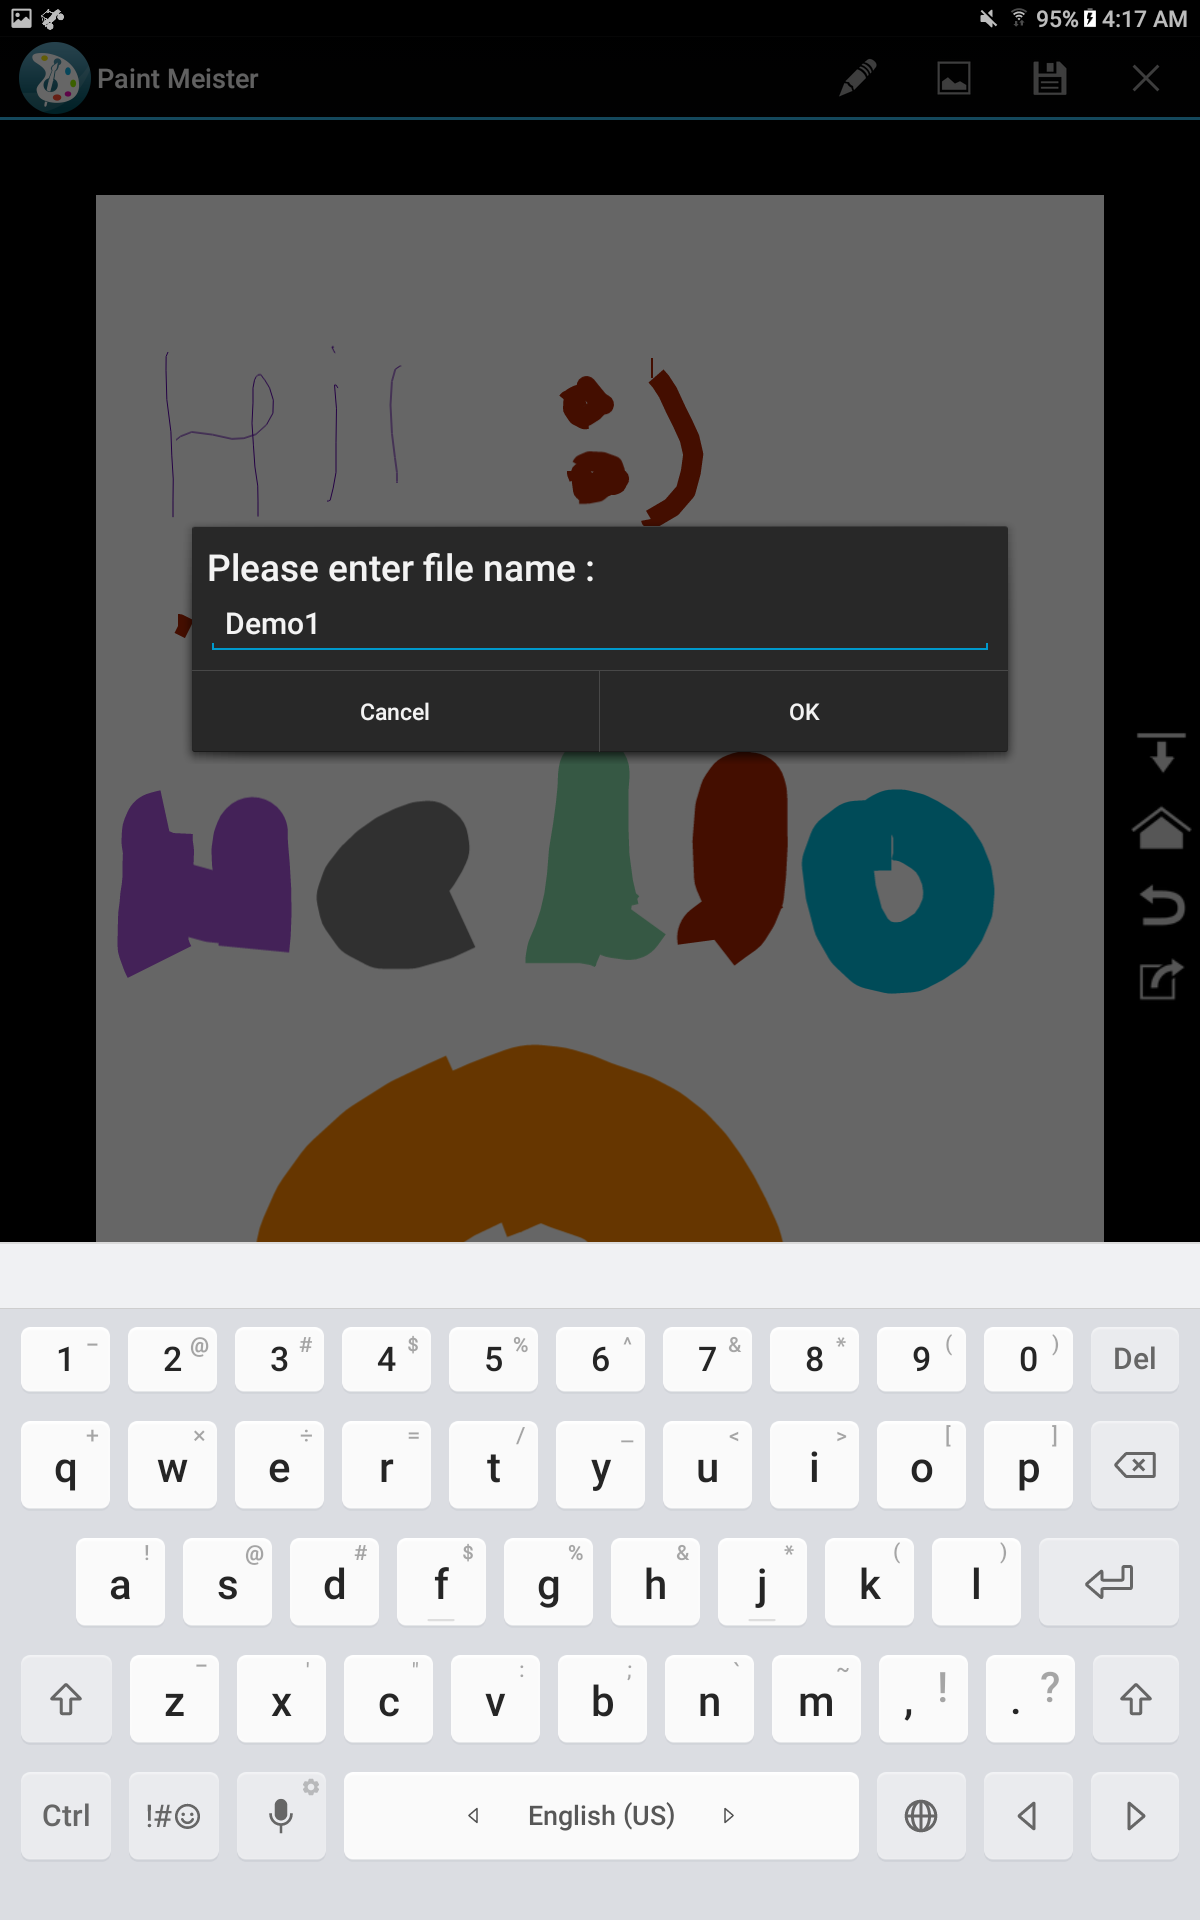 95% 4:17 AM
Paint Meister
Please enter file name :
Demo1
Cancel OK
1 – 2 @ 3 # 4 $ 5 % 6 ^ 7 & 8 * 9 ( 0 ) Del
q + w × e ÷ r = t / y _ u < i > o [ p ]
a ! s @ d # f $ g % h & j * k ( l )
z – x ' c " v : b ; n ` m ~ , ! . ?
Ctrl !#☺ English (US)